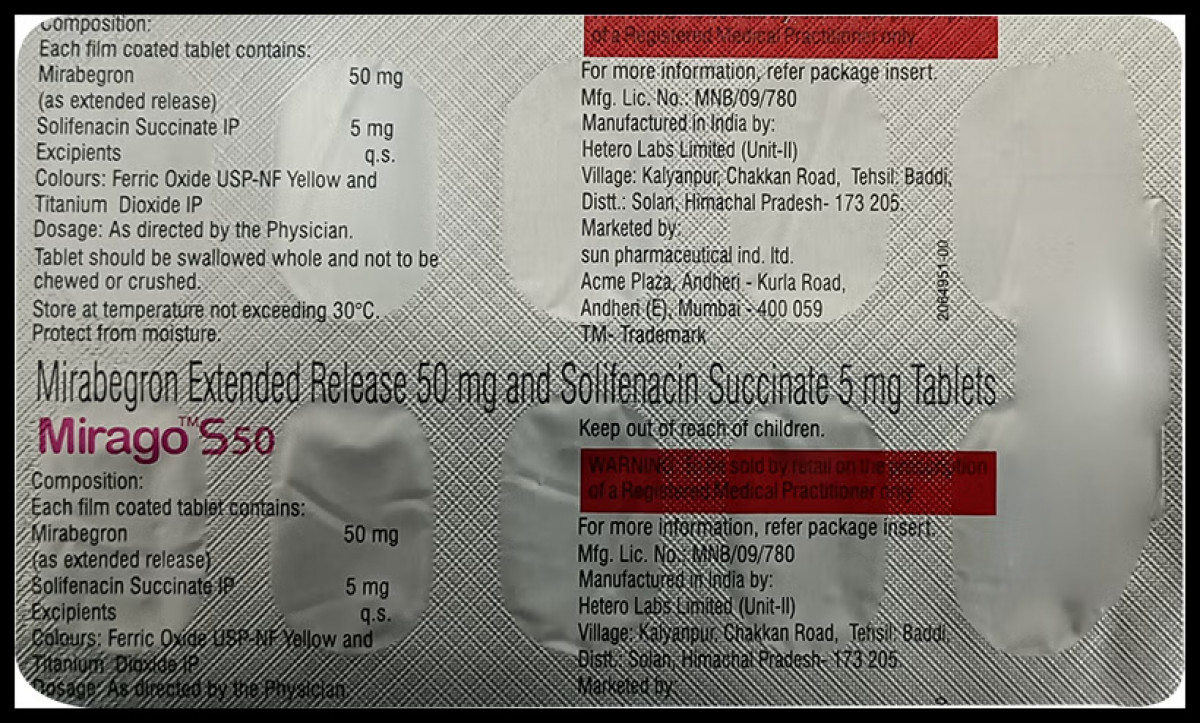 Composition:
Each film coated tablet contains:
Mirabegron 50 mg
(as extended release)
Solifenacin Succinate IP 5 mg
Excipients q.s.
Colours: Ferric Oxide USP-NF Yellow and
Titanium Dioxide IP
Dosage: As directed by the Physician.
Tablet should be swallowed whole and not to be
chewed or crushed.
Store at temperature not exceeding 30°C.
Protect from moisture.
of a Registered Medical Practitioner only.
For more information, refer package insert.
Mfg. Lic. No.: MNB/09/780
Manufactured in India by:
Hetero Labs Limited (Unit-II)
Village: Kalyanpur, Chakkan Road, Tehsil: Baddi,
Distt.: Solan, Himachal Pradesh- 173 205.
Marketed by:
sun pharmaceutical ind. ltd.
Acme Plaza, Andheri - Kurla Road,
Andheri (E), Mumbai - 400 059
TM- Trademark
2064951-00
Mirabegron Extended Release 50 mg and Solifenacin Succinate 5 mg Tablets
Mirago™S50
Composition:
Each film coated tablet contains:
Mirabegron 50 mg
(as extended release)
Solifenacin Succinate IP 5 mg
Excipients q.s.
Colours: Ferric Oxide USP-NF Yellow and
Titanium Dioxide IP
Dosage: As directed by the Physician.
Keep out of reach of children.
WARNING: To be sold by retail on the prescription
of a Registered Medical Practitioner only.
For more information, refer package insert.
Mfg. Lic. No.: MNB/09/780
Manufactured in India by:
Hetero Labs Limited (Unit-II)
Village: Kalyanpur, Chakkan Road, Tehsil: Baddi,
Distt.: Solan, Himachal Pradesh- 173 205.
Marketed by: